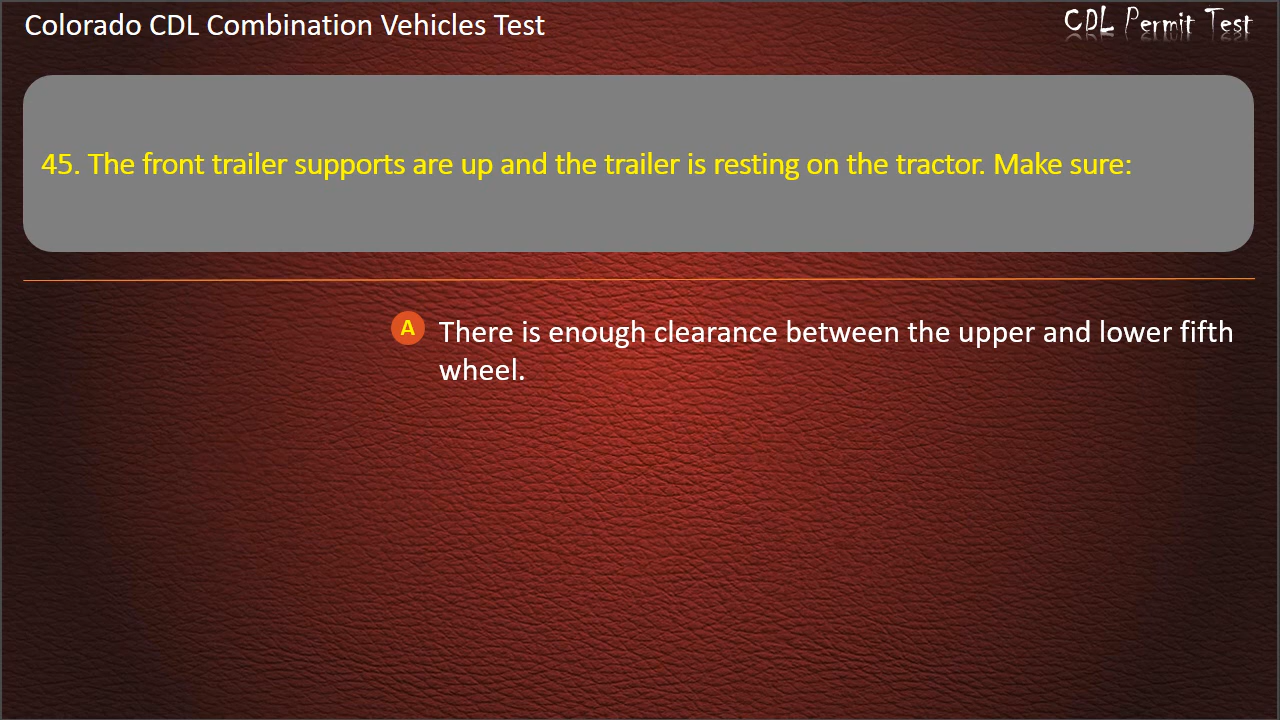 Colorado CDL Combination Vehicles Test
CDL Permit Test
45. The front trailer supports are up and the trailer is resting on the tractor. Make sure:
A There is enough clearance between the upper and lower fifth
wheel.